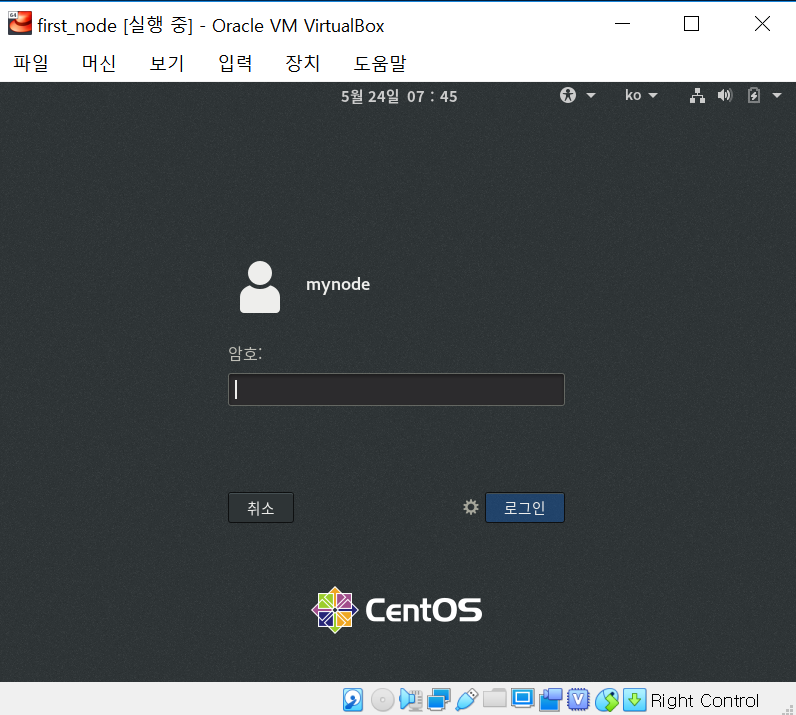 first_node [실행 중] - Oracle VM VirtualBox
파일 머신 보기 입력 장치 도움말
5월 24일 07 : 45 ko
mynode
암호:
취소 로그인
CentOS
Right Control